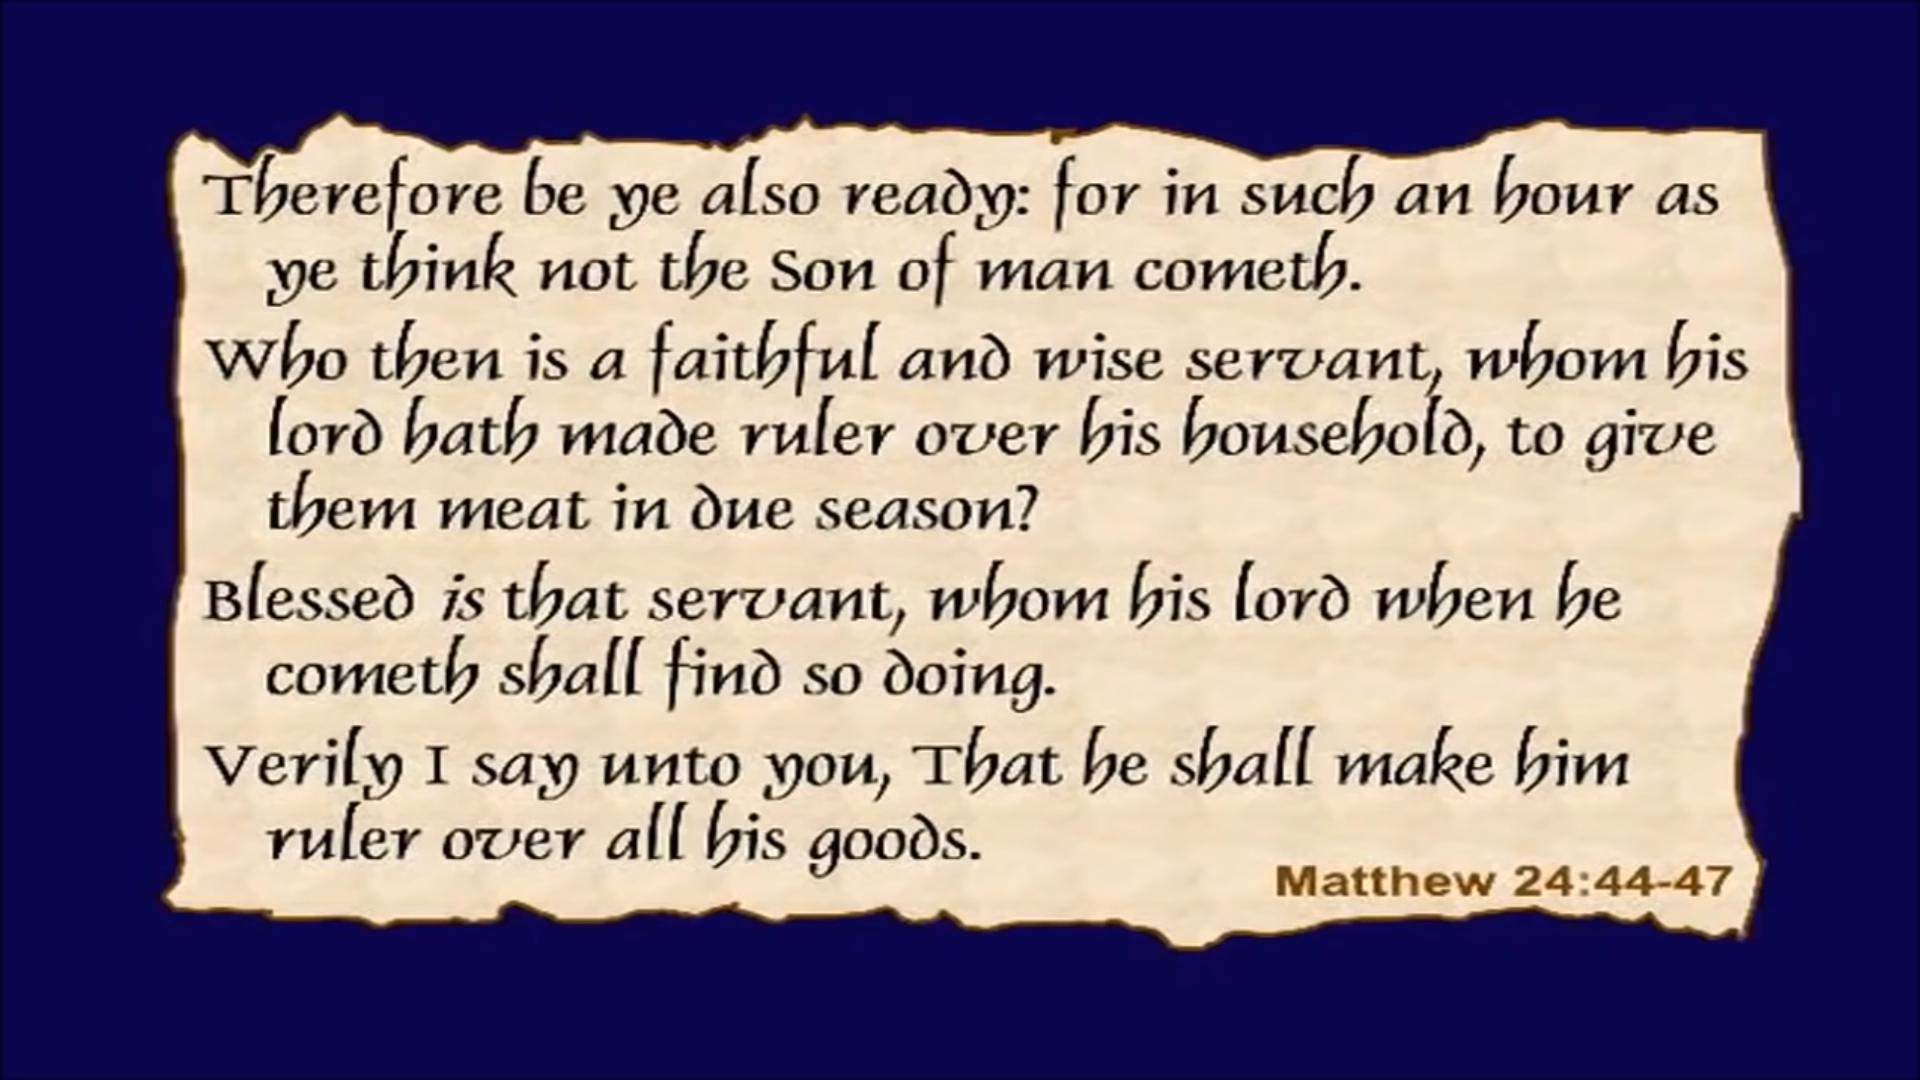 Therefore be ye also ready: for in such an hour as
ye think not the Son of man cometh.
Who then is a faithful and wise servant, whom his
lord hath made ruler over his household, to give
them meat in due season?
Blessed is that servant, whom his lord when he
cometh shall find so doing.
Verily I say unto you, That he shall make him
ruler over all his goods.
Matthew 24:44-47